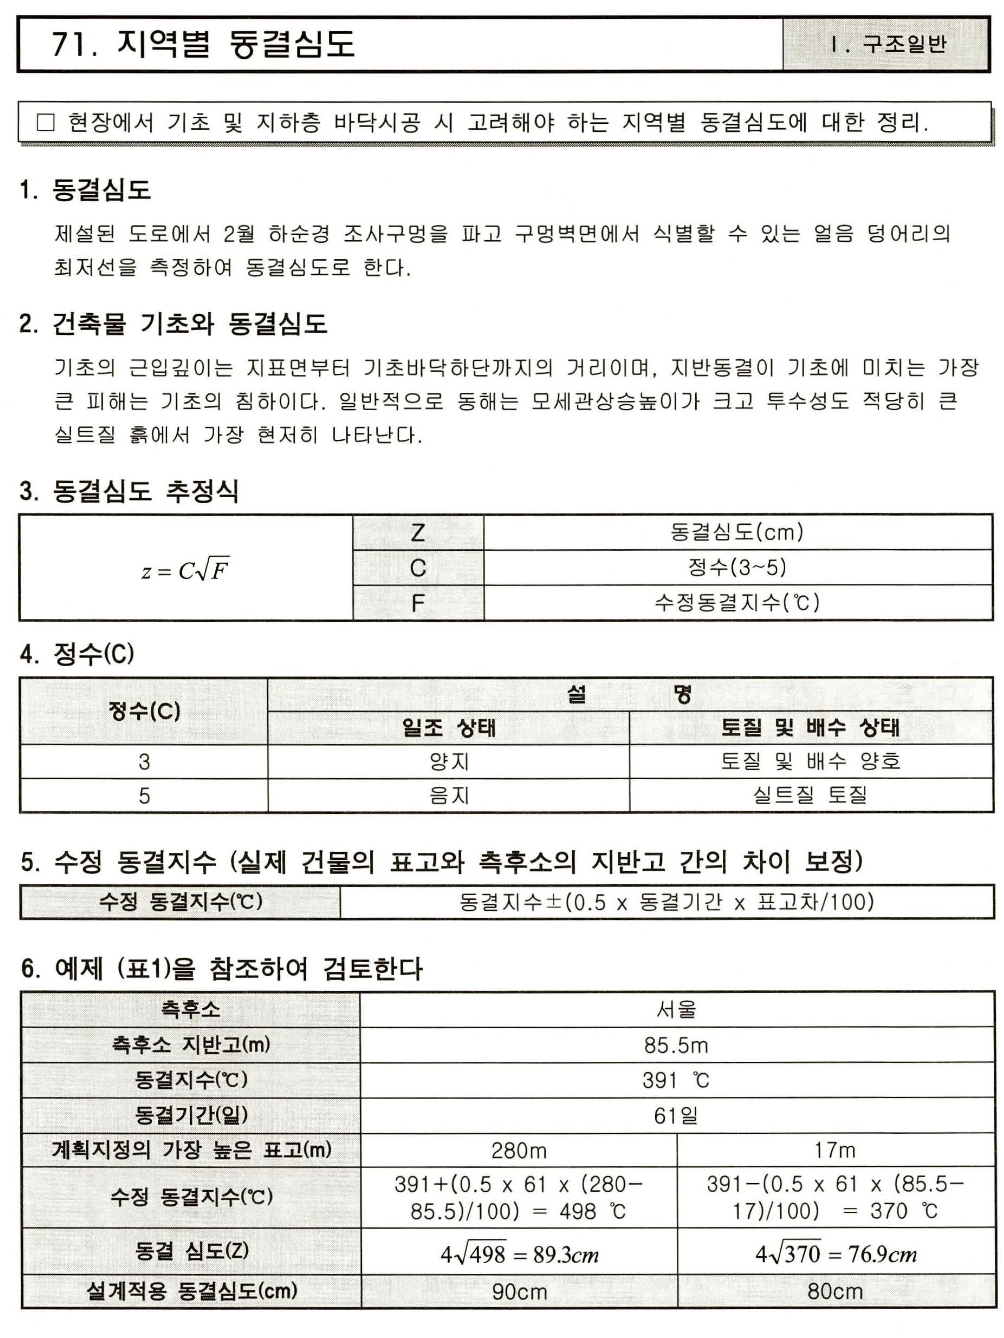 71. 지역별 동결심도
Ⅰ. 구조일반
□ 현장에서 기초 및 지하층 바닥시공 시 고려해야 하는 지역별 동결심도에 대한 정리.
1. 동결심도
제설된 도로에서 2월 하순경 조사구멍을 파고 구멍벽면에서 식별할 수 있는 얼음 덩어리의
최저선을 측정하여 동결심도로 한다.
2. 건축물 기초와 동결심도
기초의 근입깊이는 지표면부터 기초바닥하단까지의 거리이며, 지반동결이 기초에 미치는 가장
큰 피해는 기초의 침하이다. 일반적으로 동해는 모세관상승높이가 크고 투수성도 적당히 큰
실트질 흙에서 가장 현저히 나타난다.
3. 동결심도 추정식
z = C√F
Z 동결심도(cm)
C 정수(3~5)
F 수정동결지수(℃)
4. 정수(C)
정수(C) 설 명
일조 상태 토질 및 배수 상태
3 양지 토질 및 배수 양호
5 음지 실트질 토질
5. 수정 동결지수 (실제 건물의 표고와 측후소의 지반고 간의 차이 보정)
수정 동결지수(℃) 동결지수±(0.5 x 동결기간 x 표고차/100)
6. 예제 (표1)을 참조하여 검토한다
측후소 서울
측후소 지반고(m) 85.5m
동결지수(℃) 391 ℃
동결기간(일) 61일
계획지정의 가장 높은 표고(m) 280m 17m
수정 동결지수(℃) 391+(0.5 x 61 x (280-85.5)/100) = 498 ℃ 391-(0.5 x 61 x (85.5-17)/100) = 370 ℃
동결 심도(Z) 4√498 = 89.3cm 4√370 = 76.9cm
설계적용 동결심도(cm) 90cm 80cm